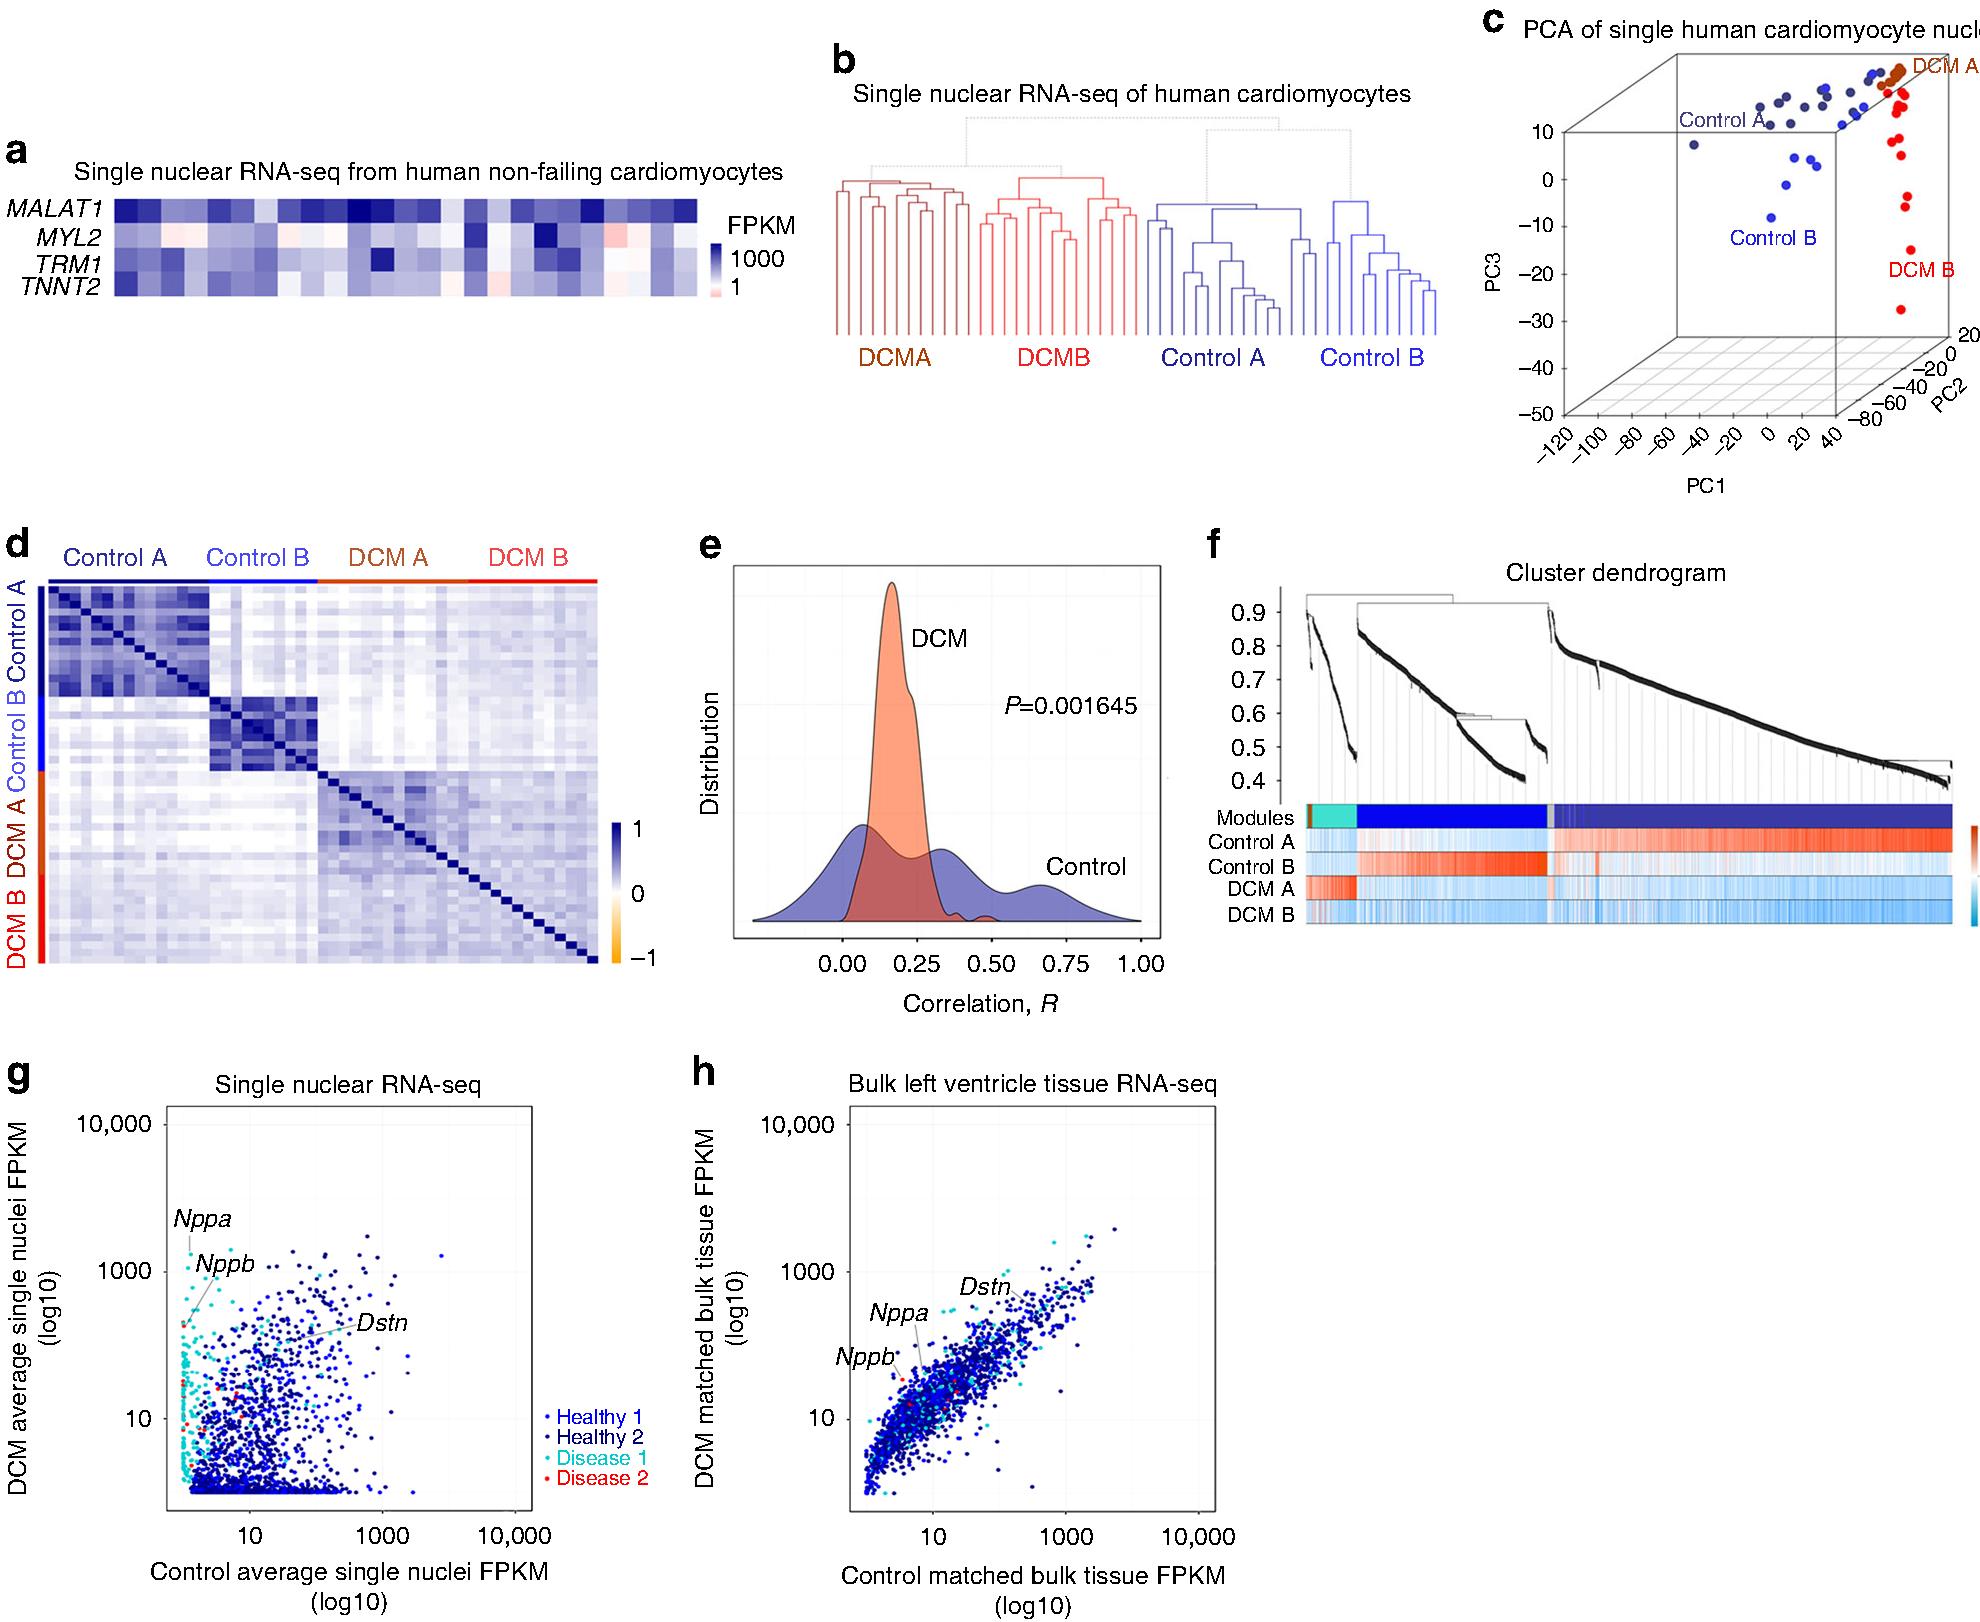 a
Single nuclear RNA-seq from human non-failing cardiomyocytes
MALAT1
MYL2
TRM1
TNNT2
FPKM
1000
1
b
Single nuclear RNA-seq of human cardiomyocytes
DCMA
DCMB
Control A
Control B
c
PCA of single human cardiomyocyte nucl
DCM A
Control A
Control B
DCM B
PC3
10
0
−10
−20
−30
−40
−50
−120
−100
−80
−60
−40
−20
0
20
40
PC1
−80
−60
−40
−20
0
20
PC2
d
Control A
Control B
DCM A
DCM B
Control A
Control B
DCM A
DCM B
1
0
−1
e
Distribution
DCM
P=0.001645
Control
0.00
0.25
0.50
0.75
1.00
Correlation, R
f
Cluster dendrogram
0.9
0.8
0.7
0.6
0.5
0.4
Modules
Control A
Control B
DCM A
DCM B
g
Single nuclear RNA-seq
DCM average single nuclei FPKM
(log10)
10,000
1000
10
Nppa
Nppb
Dstn
10
1000
10,000
Control average single nuclei FPKM
(log10)
Healthy 1
Healthy 2
Disease 1
Disease 2
h
Bulk left ventricle tissue RNA-seq
DCM matched bulk tissue FPKM
(log10)
10,000
1000
10
Dstn
Nppa
Nppb
10
1000
10,000
Control matched bulk tissue FPKM
(log10)